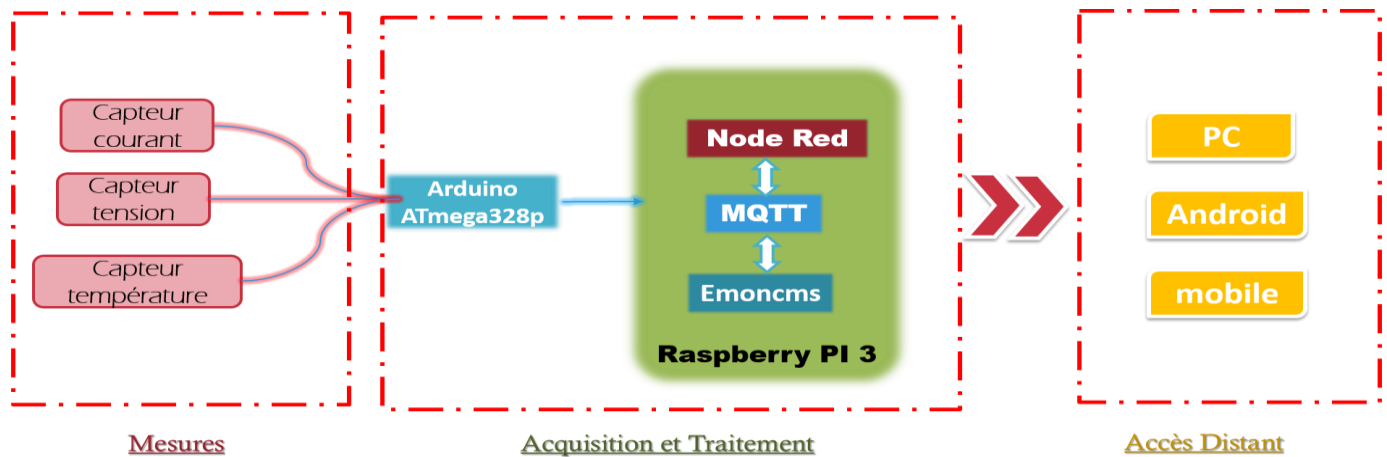 Capteur
courant
Capteur
tension
Capteur
température
Arduino
ATmega328p
Node Red
MQTT
Emoncms
Raspberry PI 3
PC
Android
mobile
Mesures
Acquisition et Traitement
Accès Distant